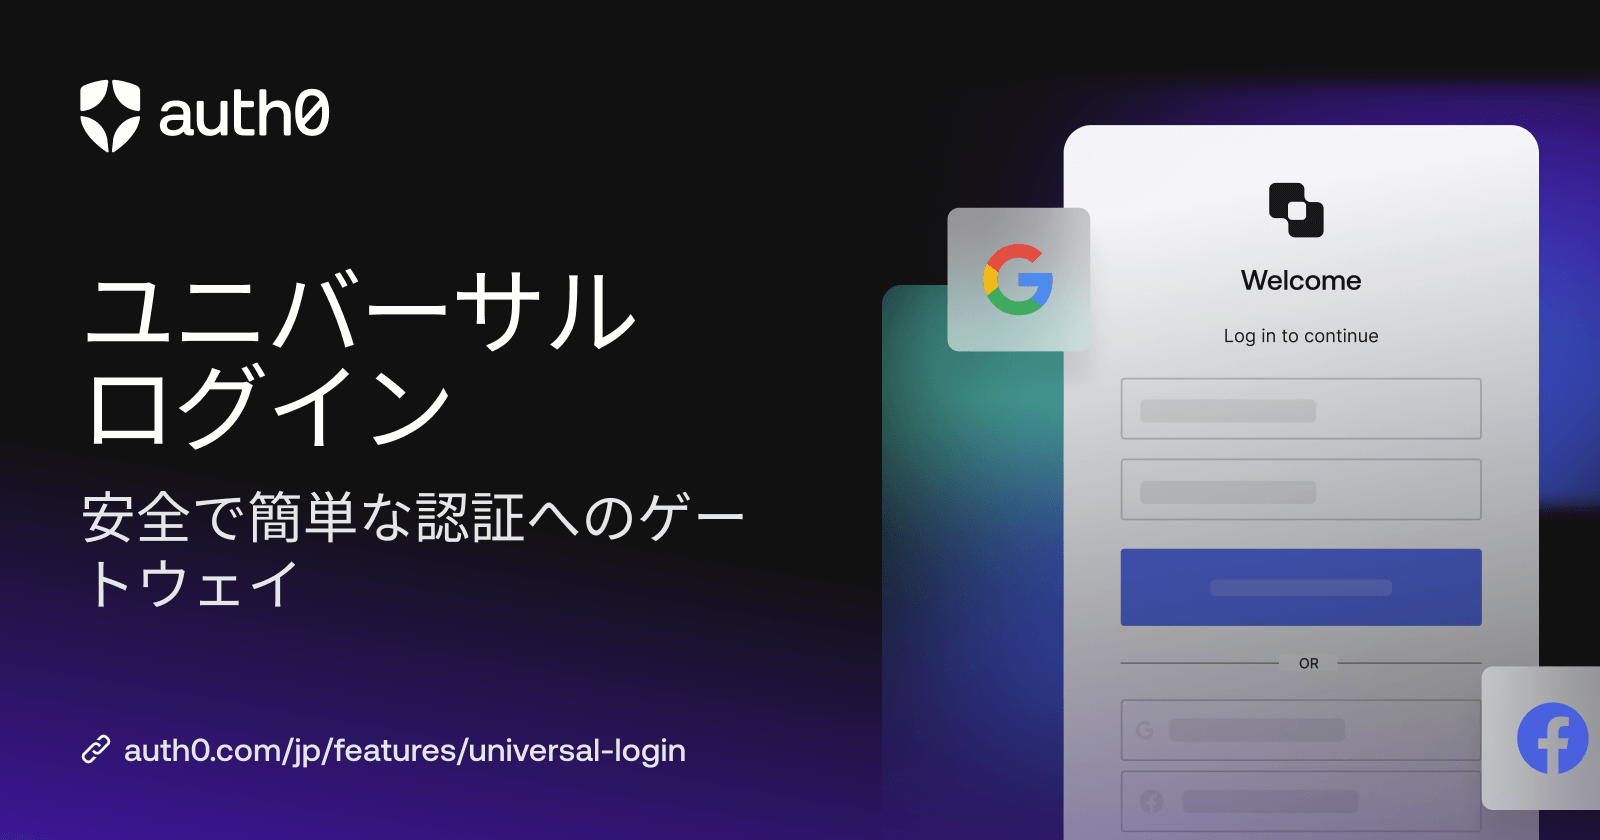 auth0
ユニバーサル
ログイン
安全で簡単な認証へのゲー
トウェイ
auth0.com/jp/features/universal-login
Welcome
Log in to continue
OR